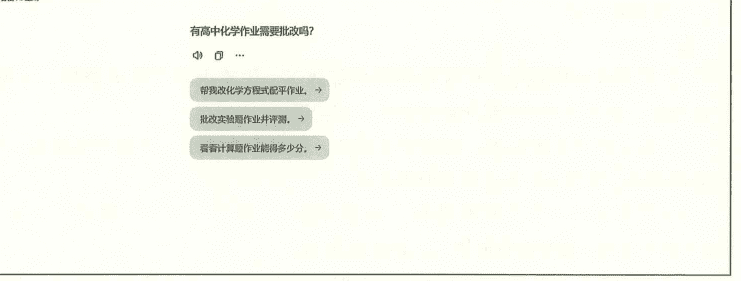 有高中化学作业需要批改吗？
帮我改化学方程式配平作业。→
批改实验题作业并评测。→
看看计算题作业能得多少分。→